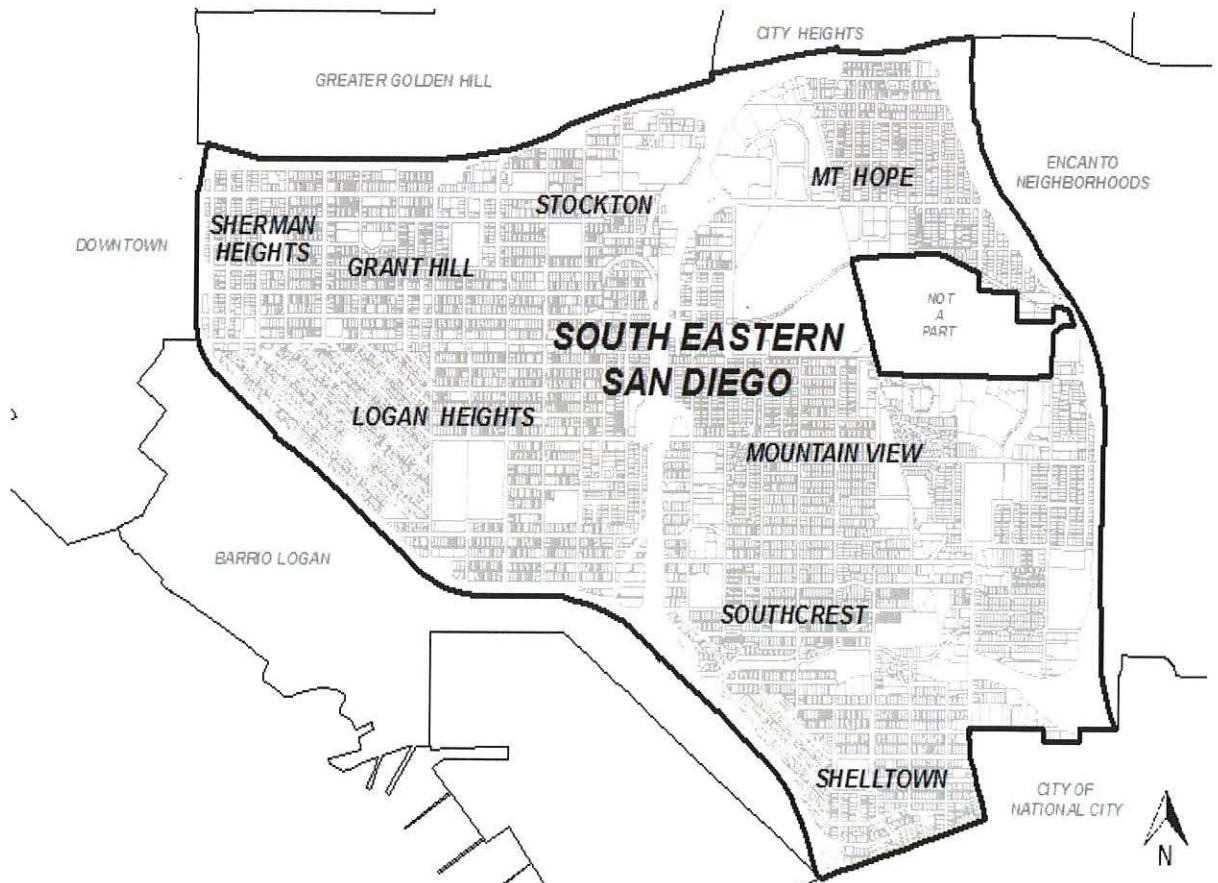 CITY HEIGHTS
GREATER GOLDEN HILL
ENCANTO
NEIGHBORHOODS
MT HOPE
STOCKTON
SHERMAN
HEIGHTS
DOWNTOWN
GRANT HILL
NOT
A
PART
SOUTH EASTERN
SAN DIEGO
LOGAN HEIGHTS
MOUNTAIN VIEW
BARRIO LOGAN
SOUTHCREST
SHELLTOWN
CITY OF
NATIONAL CITY
N